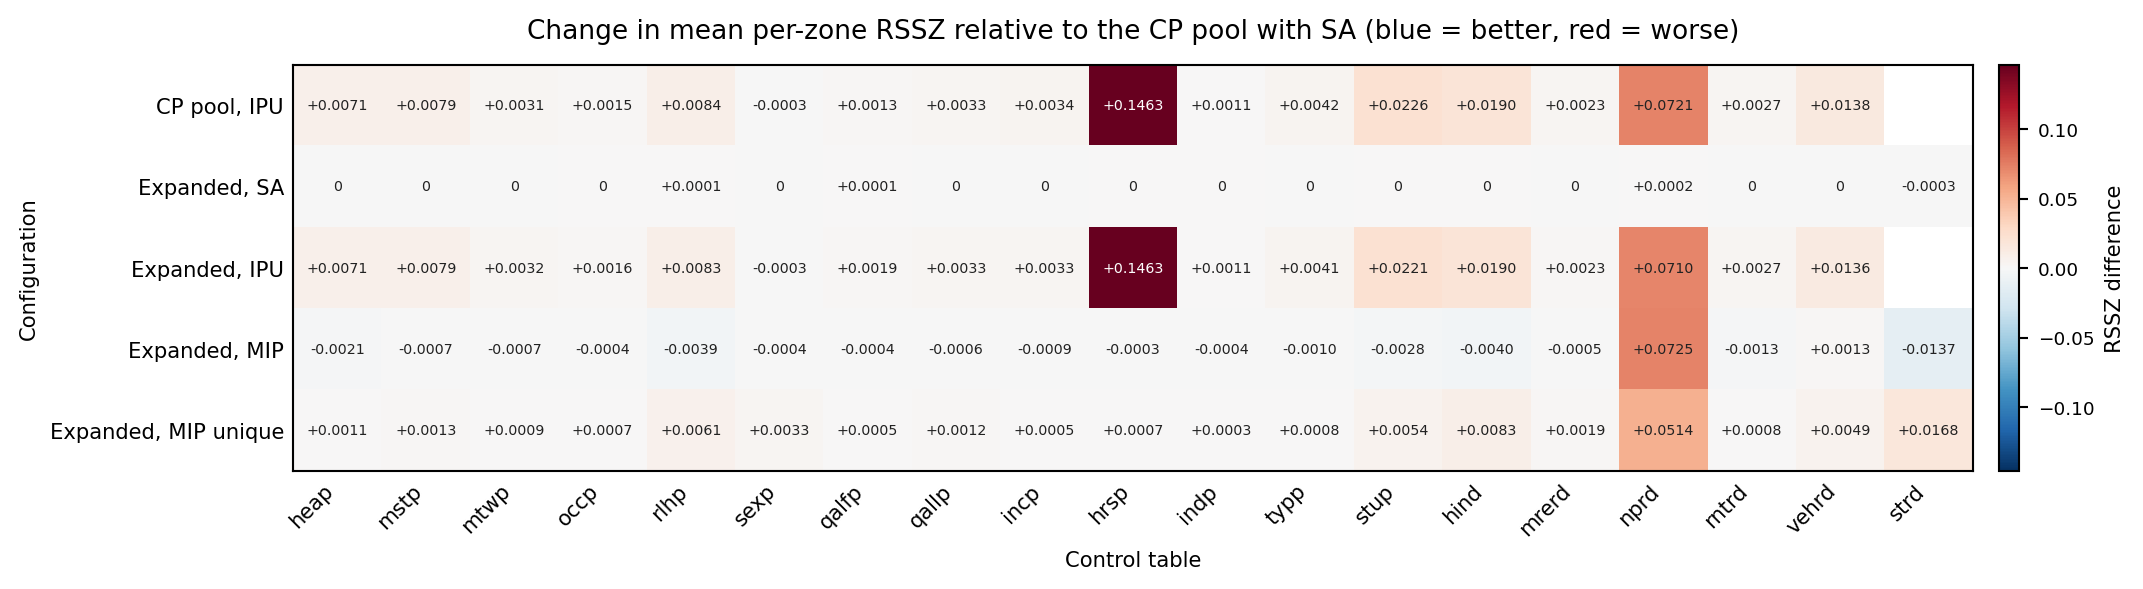 Change in mean per-zone RSSZ relative to the CP pool with SA (blue = better, red = worse)
Configuration
CP pool, IPU +0.0071 +0.0079 +0.0031 +0.0015 +0.0084 -0.0003 +0.0013 +0.0033 +0.0034 +0.1463 +0.0011 +0.0042 +0.0226 +0.0190 +0.0023 +0.0721 +0.0027 +0.0138
Expanded, SA 0 0 0 0 +0.0001 0 +0.0001 0 0 0 0 0 0 0 0 +0.0002 0 0 -0.0003
Expanded, IPU +0.0071 +0.0079 +0.0032 +0.0016 +0.0083 -0.0003 +0.0019 +0.0033 +0.0033 +0.1463 +0.0011 +0.0041 +0.0221 +0.0190 +0.0023 +0.0710 +0.0027 +0.0136
Expanded, MIP -0.0021 -0.0007 -0.0007 -0.0004 -0.0039 -0.0004 -0.0004 -0.0006 -0.0009 -0.0003 -0.0004 -0.0010 -0.0028 -0.0040 -0.0005 +0.0725 -0.0013 +0.0013 -0.0137
Expanded, MIP unique +0.0011 +0.0013 +0.0009 +0.0007 +0.0061 +0.0033 +0.0005 +0.0012 +0.0005 +0.0007 +0.0003 +0.0008 +0.0054 +0.0083 +0.0019 +0.0514 +0.0008 +0.0049 +0.0168
heap mstp mtwp occp rlhp sexp qalfp qallp incp hrsp indp typp stup hind mrerd nprd rntrd vehrd strd
Control table
0.10
0.05
0.00
−0.05
−0.10
RSSZ difference